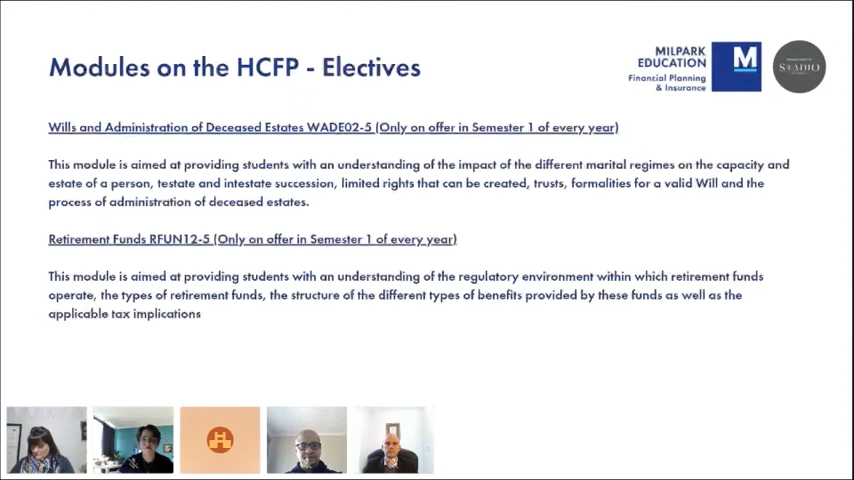 Modules on the HCFP - Electives
MILPARK
EDUCATION
Financial Planning
& Insurance
M
Wills and Administration of Deceased Estates WADE02-5 (Only on offer in Semester 1 of every year)
This module is aimed at providing students with an understanding of the impact of the different marital regimes on the capacity and
estate of a person, testate and intestate succession, limited rights that can be created, trusts, formalities for a valid Will and the
process of administration of deceased estates.
Retirement Funds RFUN12-5 (Only on offer in Semester 1 of every year)
This module is aimed at providing students with an understanding of the regulatory environment within which retirement funds
operate, the types of retirement funds, the structure of the different types of benefits provided by these funds as well as the
applicable tax implications